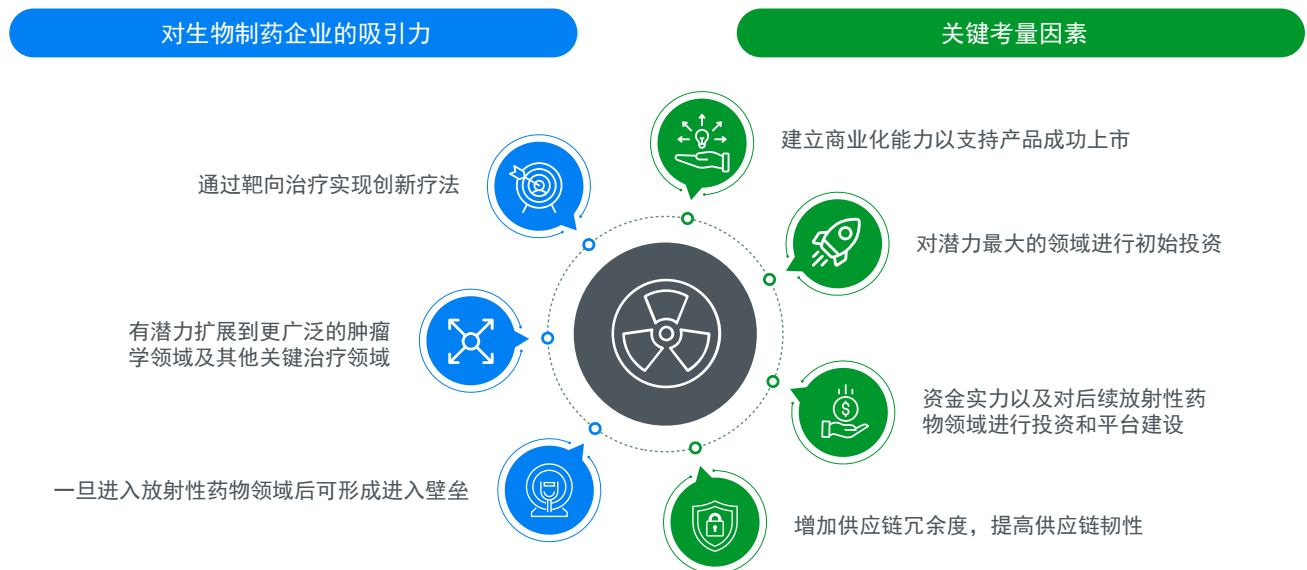 对生物制药企业的吸引力
通过靶向治疗实现创新疗法
有潜力扩展到更广泛的肿瘤
学领域及其他关键治疗领域
一旦进入放射性药物领域后可形成进入壁垒
关键考量因素
建立商业化能力以支持产品成功上市
对潜力最大的领域进行初始投资
资金实力以及对后续放射性药
物领域进行投资和平台建设
增加供应链冗余度，提高供应链韧性